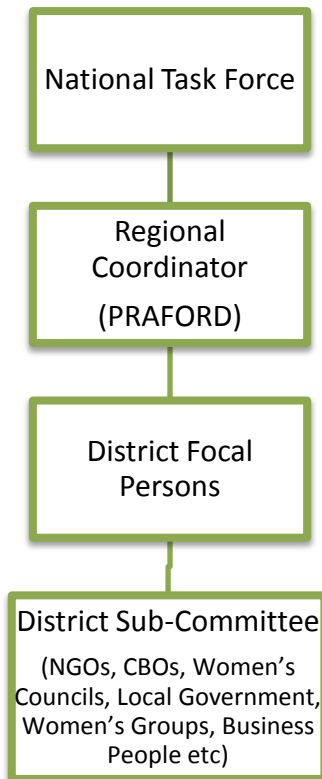 National Task Force
Regional
Coordinator
(PRAFORD)
District Focal
Persons
District Sub-Committee
(NGOs, CBOs, Women’s
Councils, Local Government,
Women’s Groups, Business
People etc)